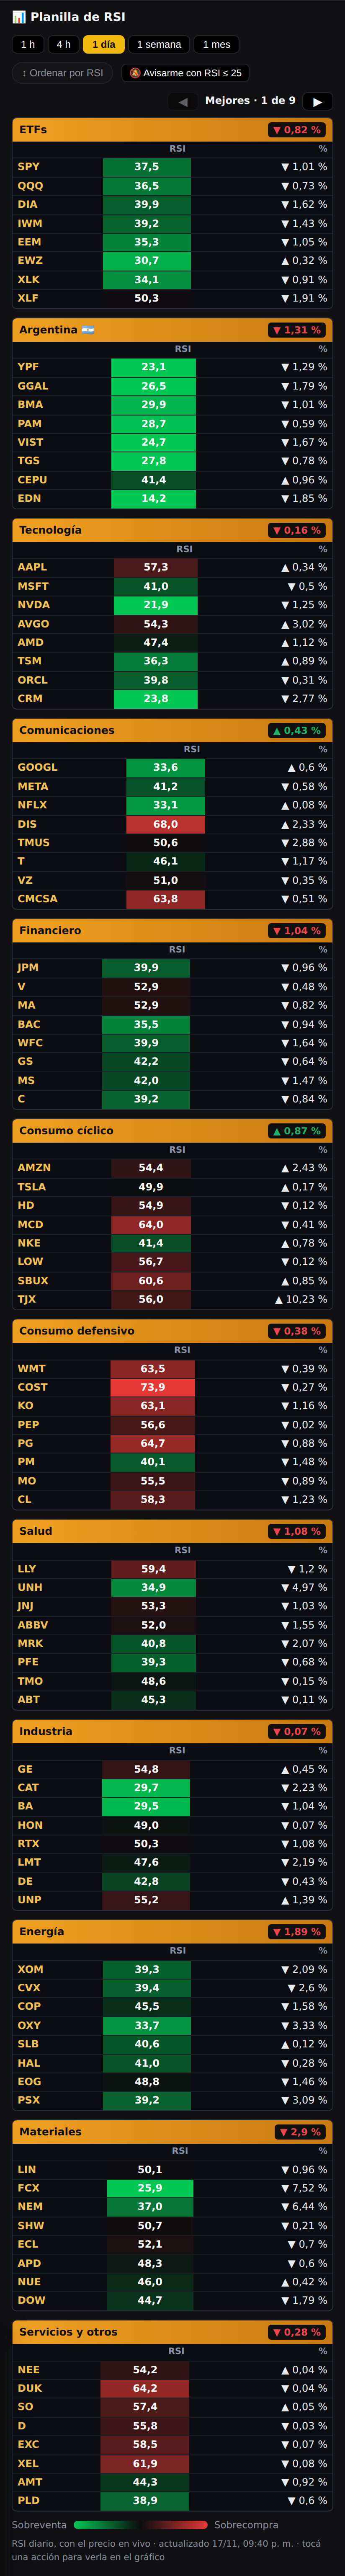 📊 Planilla de RSI
1 h 4 h 1 día 1 semana 1 mes
↕ Ordenar por RSI 🔕 Avisarme con RSI ≤ 25
◀ Mejores · 1 de 9 ▶
ETFs ▼ 0,82 %
RSI %
SPY 37,5 ▼ 1,01 %
QQQ 36,5 ▼ 0,73 %
DIA 39,9 ▼ 1,62 %
IWM 39,2 ▼ 1,43 %
EEM 35,3 ▼ 1,05 %
EWZ 30,7 ▲ 0,32 %
XLK 34,1 ▼ 0,91 %
XLF 50,3 ▼ 1,91 %
Argentina 🇦🇷 ▼ 1,31 %
RSI %
YPF 23,1 ▼ 1,29 %
GGAL 26,5 ▼ 1,79 %
BMA 29,9 ▼ 1,01 %
PAM 28,7 ▼ 0,59 %
VIST 24,7 ▼ 1,67 %
TGS 27,8 ▼ 0,78 %
CEPU 41,4 ▲ 0,96 %
EDN 14,2 ▼ 1,85 %
Tecnología ▼ 0,16 %
RSI %
AAPL 57,3 ▲ 0,34 %
MSFT 41,0 ▼ 0,5 %
NVDA 21,9 ▼ 1,25 %
AVGO 54,3 ▲ 3,02 %
AMD 47,4 ▲ 1,12 %
TSM 36,3 ▲ 0,89 %
ORCL 39,8 ▼ 0,31 %
CRM 23,8 ▼ 2,77 %
Comunicaciones ▲ 0,43 %
RSI %
GOOGL 33,6 ▲ 0,6 %
META 41,2 ▼ 0,58 %
NFLX 33,1 ▲ 0,08 %
DIS 68,0 ▲ 2,33 %
TMUS 50,6 ▼ 2,88 %
T 46,1 ▼ 1,17 %
VZ 51,0 ▼ 0,35 %
CMCSA 63,8 ▼ 0,51 %
Financiero ▼ 1,04 %
RSI %
JPM 39,9 ▼ 0,96 %
V 52,9 ▼ 0,48 %
MA 52,9 ▼ 0,82 %
BAC 35,5 ▼ 0,94 %
WFC 39,9 ▼ 1,64 %
GS 42,2 ▼ 0,64 %
MS 42,0 ▼ 1,47 %
C 39,2 ▼ 0,84 %
Consumo cíclico ▲ 0,87 %
RSI %
AMZN 54,4 ▲ 2,43 %
TSLA 49,9 ▲ 0,17 %
HD 54,9 ▼ 0,12 %
MCD 64,0 ▼ 0,41 %
NKE 41,4 ▲ 0,78 %
LOW 56,7 ▼ 0,12 %
SBUX 60,6 ▲ 0,85 %
TJX 56,0 ▲ 10,23 %
Consumo defensivo ▼ 0,38 %
RSI %
WMT 63,5 ▼ 0,39 %
COST 73,9 ▼ 0,27 %
KO 63,1 ▼ 1,16 %
PEP 56,6 ▼ 0,02 %
PG 64,7 ▼ 0,88 %
PM 40,1 ▼ 1,48 %
MO 55,5 ▼ 0,89 %
CL 58,3 ▼ 1,23 %
Salud ▼ 1,08 %
RSI %
LLY 59,4 ▼ 1,2 %
UNH 34,9 ▼ 4,97 %
JNJ 53,3 ▼ 1,03 %
ABBV 52,0 ▼ 1,55 %
MRK 40,8 ▼ 2,07 %
PFE 39,3 ▼ 0,68 %
TMO 48,6 ▼ 0,15 %
ABT 45,3 ▼ 0,11 %
Industria ▼ 0,07 %
RSI %
GE 54,8 ▲ 0,45 %
CAT 29,7 ▼ 2,23 %
BA 29,5 ▼ 1,04 %
HON 49,0 ▼ 0,07 %
RTX 50,3 ▼ 1,08 %
LMT 47,6 ▼ 2,19 %
DE 42,8 ▼ 0,43 %
UNP 55,2 ▲ 1,39 %
Energía ▼ 1,89 %
RSI %
XOM 39,3 ▼ 2,09 %
CVX 39,4 ▼ 2,6 %
COP 45,5 ▼ 1,58 %
OXY 33,7 ▼ 3,33 %
SLB 40,6 ▲ 0,12 %
HAL 41,0 ▼ 0,28 %
EOG 48,8 ▼ 1,46 %
PSX 39,2 ▼ 3,09 %
Materiales ▼ 2,9 %
RSI %
LIN 50,1 ▼ 0,96 %
FCX 25,9 ▼ 7,52 %
NEM 37,0 ▼ 6,44 %
SHW 50,7 ▼ 0,21 %
ECL 52,1 ▼ 0,7 %
APD 48,3 ▼ 0,6 %
NUE 46,0 ▲ 0,42 %
DOW 44,7 ▼ 1,79 %
Servicios y otros ▼ 0,28 %
RSI %
NEE 54,2 ▲ 0,04 %
DUK 64,2 ▼ 0,04 %
SO 57,4 ▲ 0,05 %
D 55,8 ▼ 0,03 %
EXC 58,5 ▼ 0,07 %
XEL 61,9 ▼ 0,08 %
AMT 44,3 ▼ 0,92 %
PLD 38,9 ▼ 0,6 %
Sobreventa Sobrecompra
RSI diario, con el precio en vivo · actualizado 17/11, 09:40 p. m. · tocá
una acción para verla en el gráfico